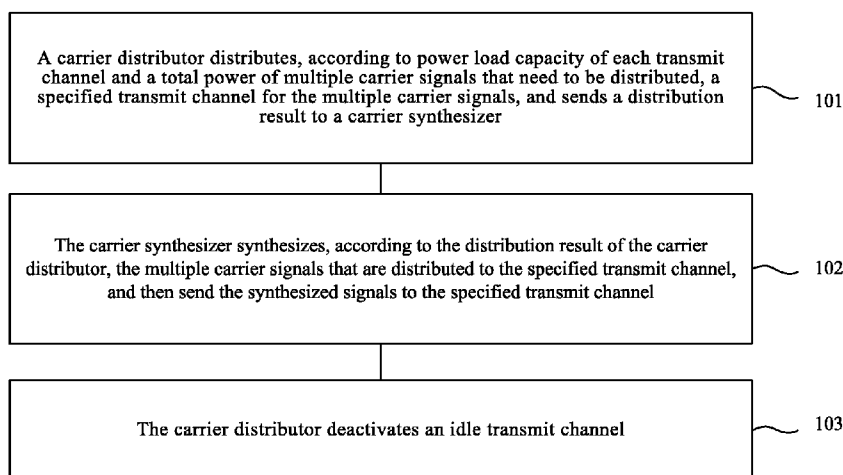 A carrier distributor distributes, according to power load capacity of each transmit
channel and a total power of multiple carrier signals that need to be distributed, a
specified transmit channel for the multiple carrier signals, and sends a distribution
result to a carrier synthesizer
101
The carrier synthesizer synthesizes, according to the distribution result of the carrier
distributor, the multiple carrier signals that are distributed to the specified transmit channel,
and then send the synthesized signals to the specified transmit channel
102
The carrier distributor deactivates an idle transmit channel
103